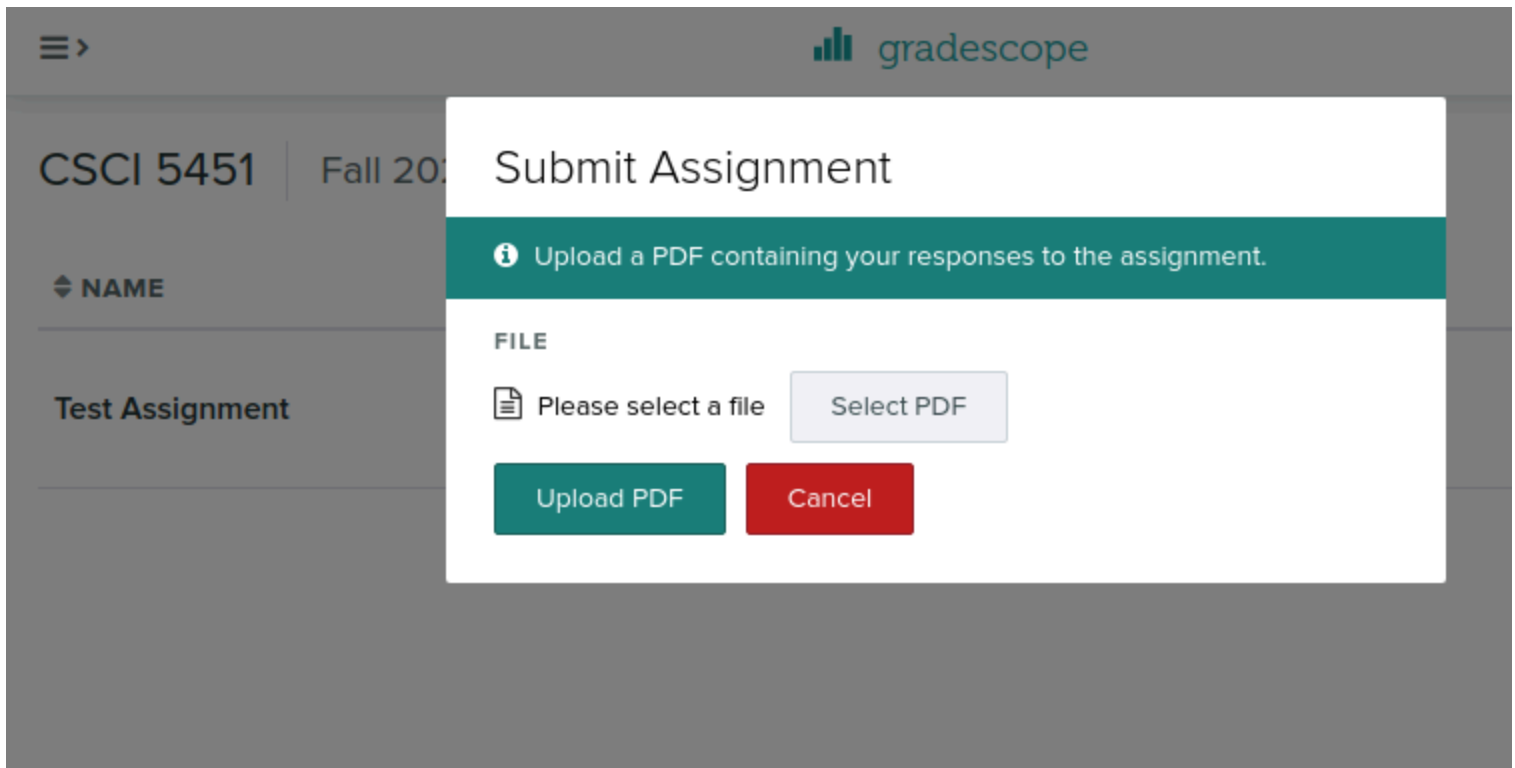 gradescope
CSCI 5451
Fall 20
Submit Assignment
Upload a PDF containing your responses to the assignment.
NAME
FILE
Test Assignment
Please select a file
Select PDF
Upload PDF
Cancel